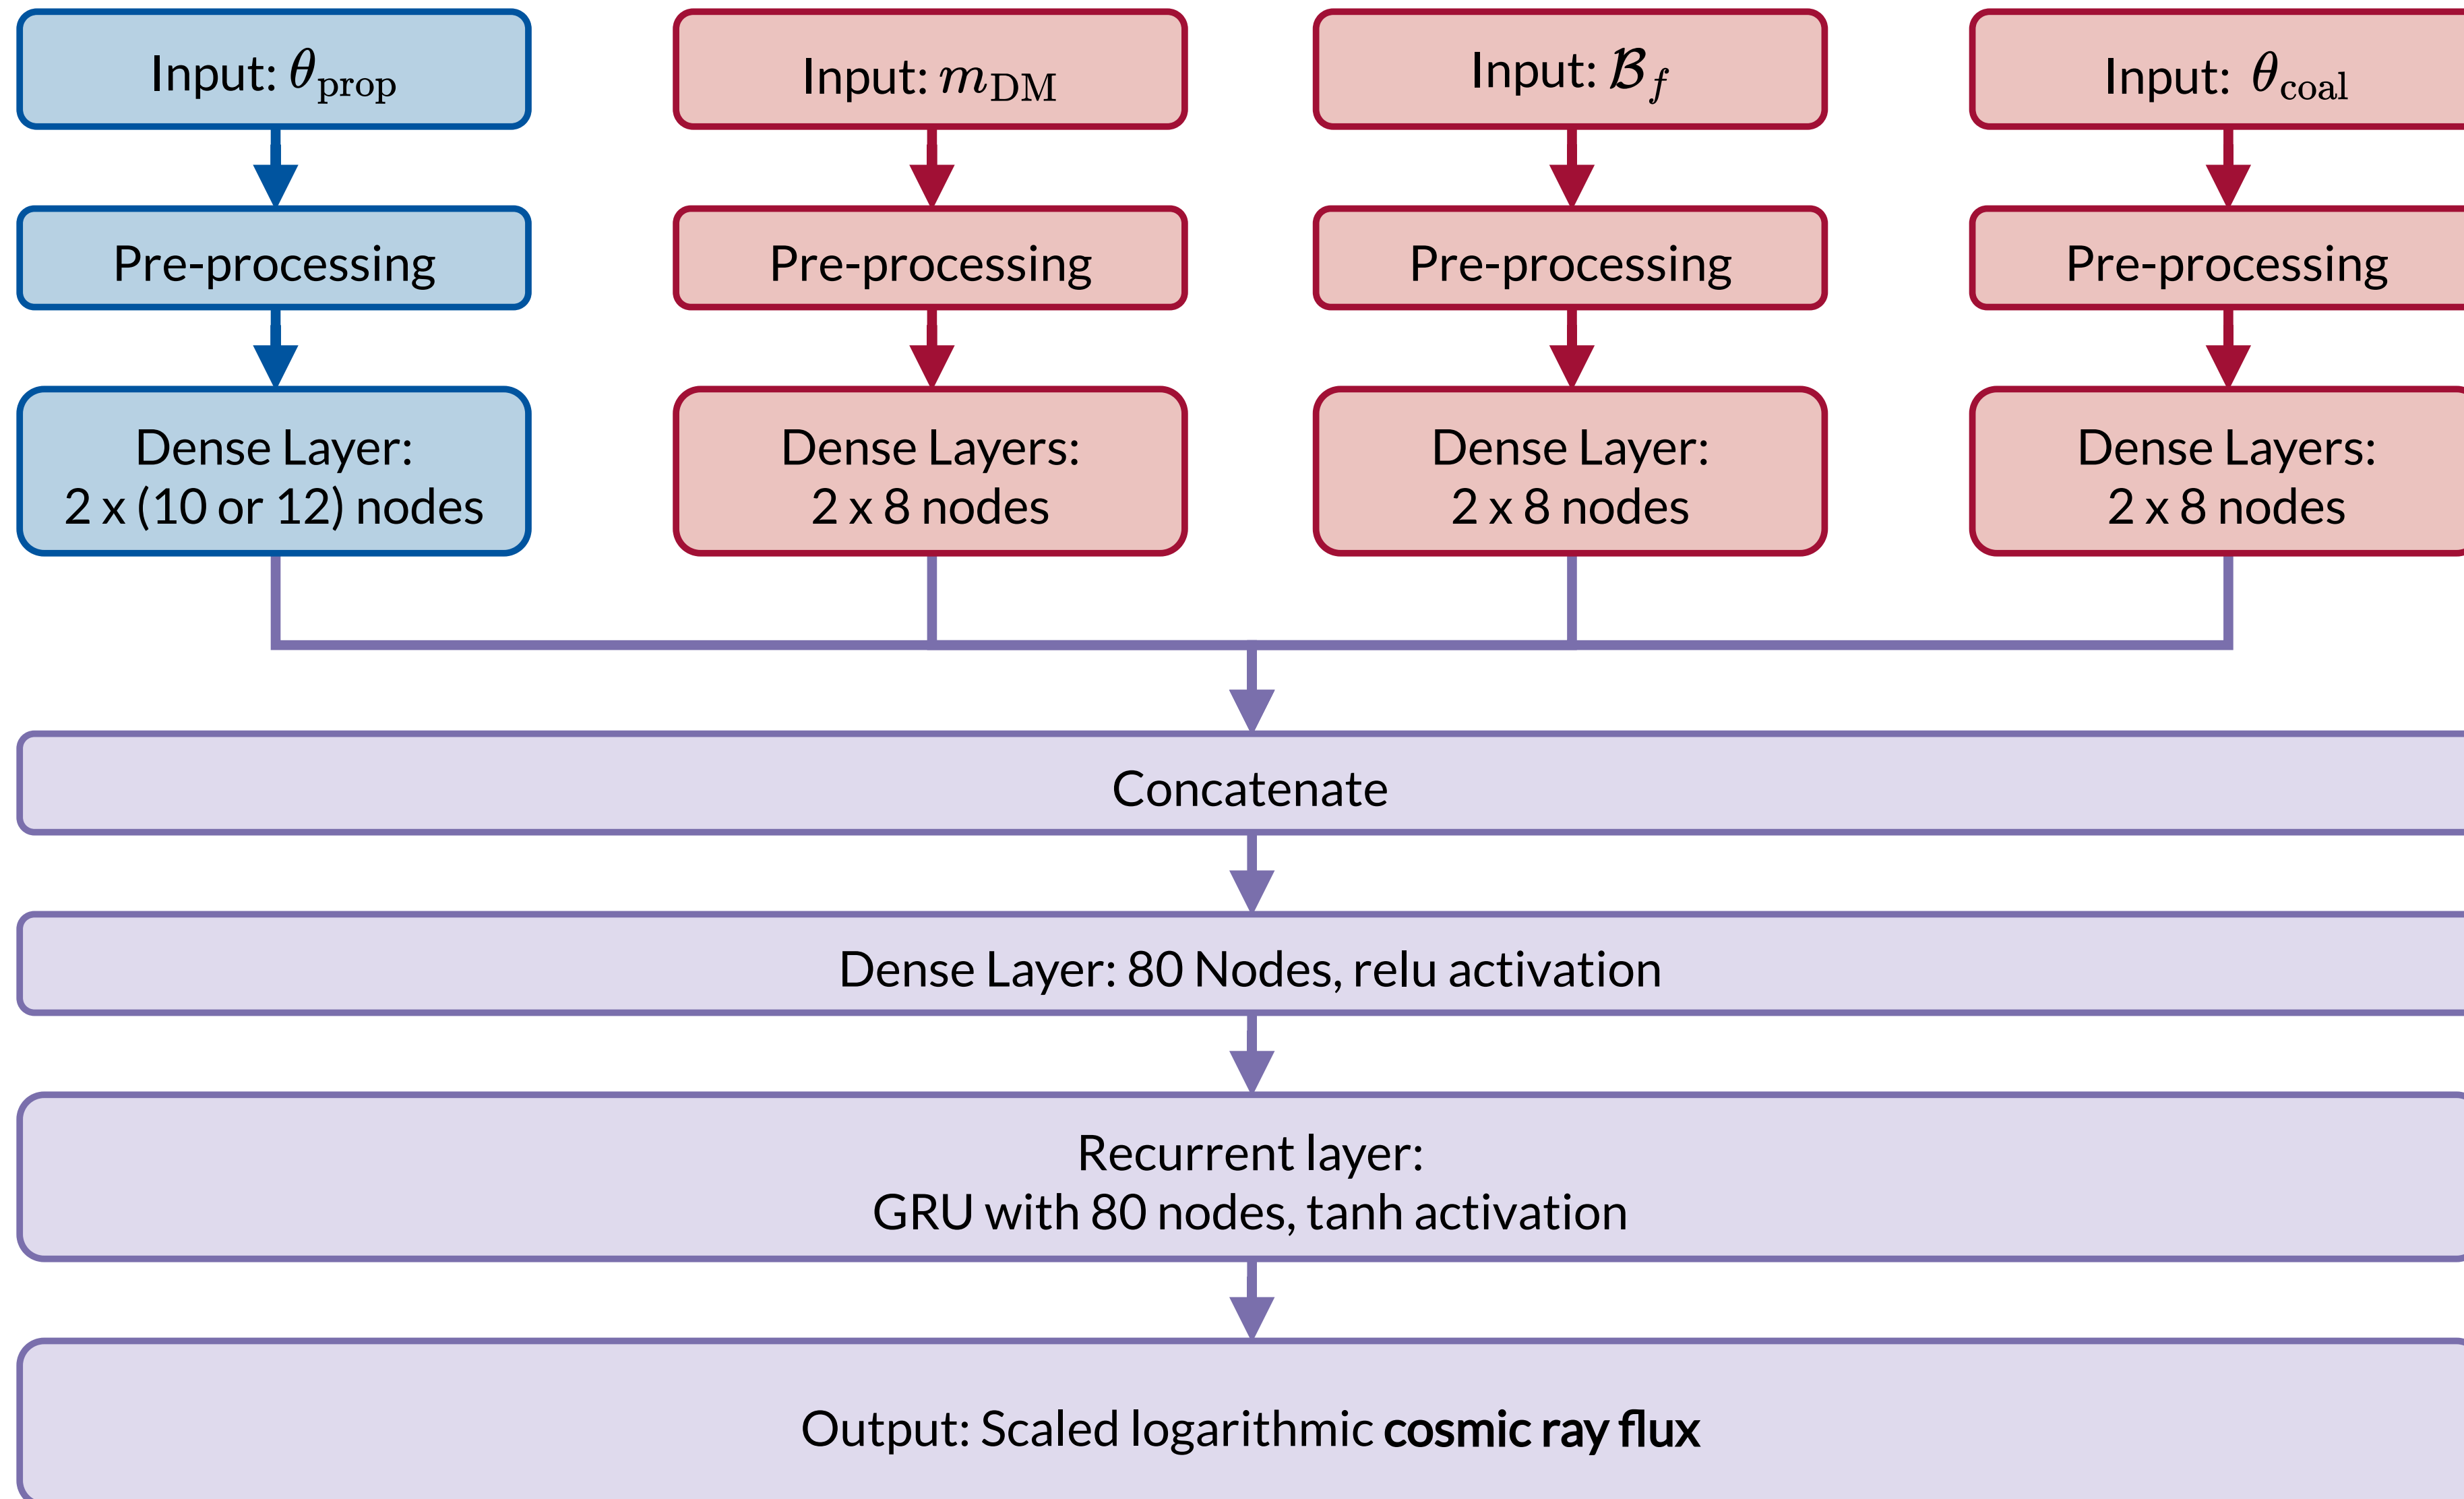 Input: θprop
Input: mDM
Input: ℬf
Input: θcoal
Pre-processing
Pre-processing
Pre-processing
Pre-processing
Dense Layer:
2 x (10 or 12) nodes
Dense Layers:
2 x 8 nodes
Dense Layer:
2 x 8 nodes
Dense Layers:
2 x 8 nodes
Concatenate
Dense Layer: 80 Nodes, relu activation
Recurrent layer:
GRU with 80 nodes, tanh activation
Output: Scaled logarithmic cosmic ray flux